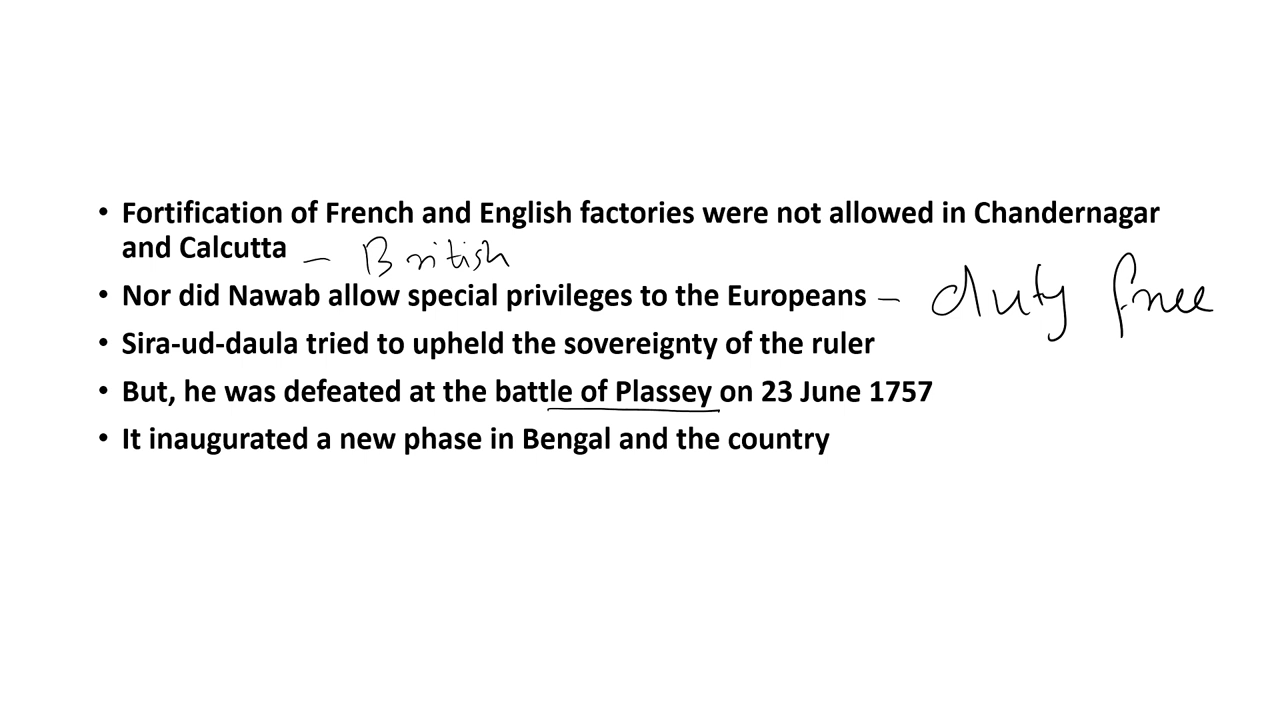 • Fortification of French and English factories were not allowed in Chandernagar
and Calcutta – British
• Nor did Nawab allow special privileges to the Europeans – duty free
• Sira-ud-daula tried to upheld the sovereignty of the ruler
• But, he was defeated at the battle of Plassey on 23 June 1757
• It inaugurated a new phase in Bengal and the country